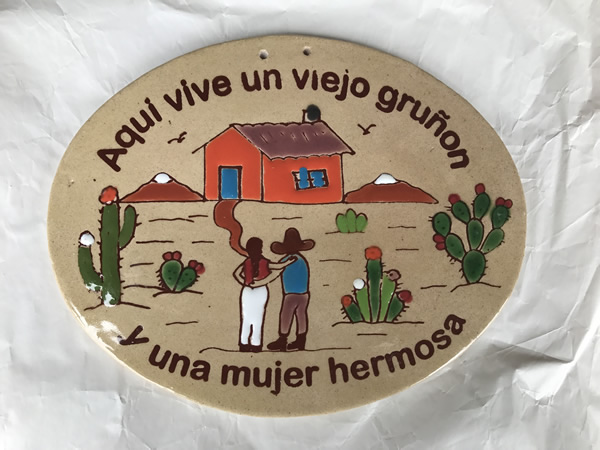 Aqui vive un viejo gruñon
y una mujer hermosa